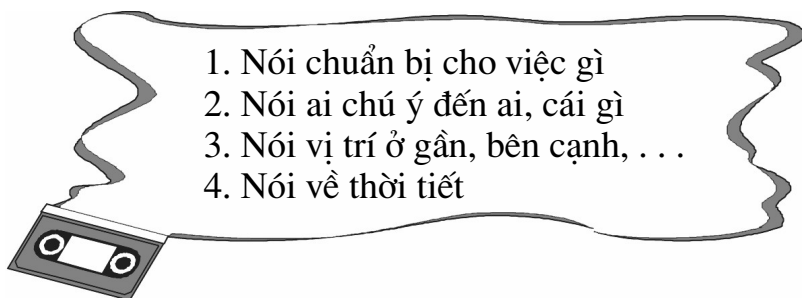 1. Nói chuẩn bị cho việc gì
2. Nói ai chú ý đến ai, cái gì
3. Nói vị trí ở gần, bên cạnh, . . .
4. Nói về thời tiết